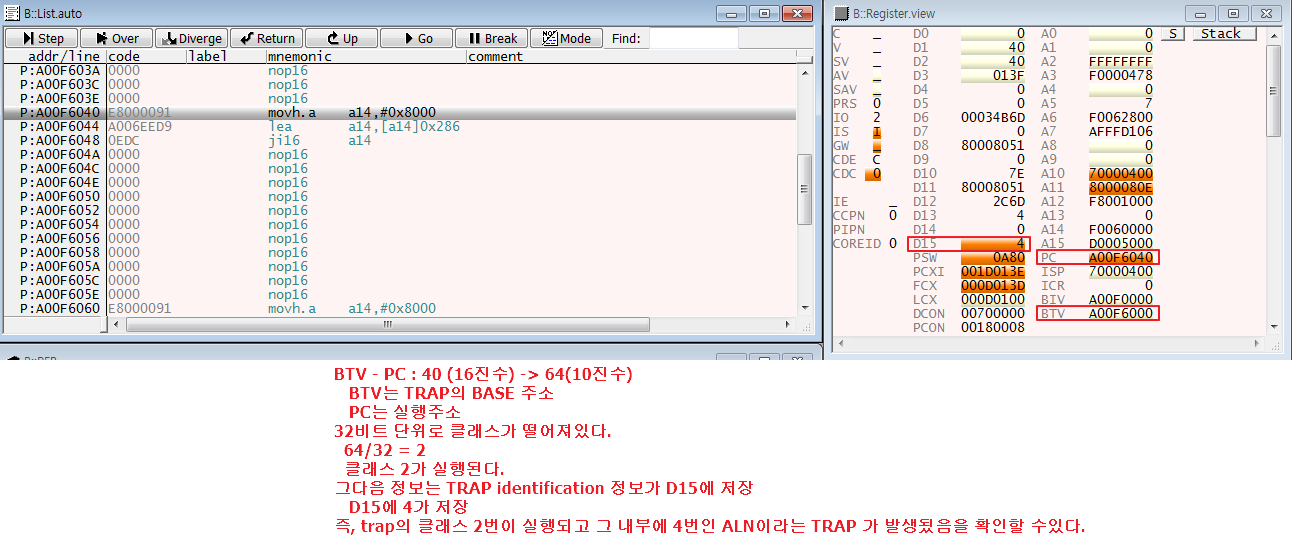 B::List.auto
Step Over Diverge Return Up Go Break Mode Find:
addr/line code label mnemonic comment
P:A00F603A 0000 nop16
P:A00F603C 0000 nop16
P:A00F603E 0000 nop16
P:A00F6040 E8000091 movh.a a14,#0x8000
P:A00F6044 A006EED9 lea a14,[a14]0x286
P:A00F6048 0EDC ji16 a14
P:A00F604A 0000 nop16
P:A00F604C 0000 nop16
P:A00F604E 0000 nop16
P:A00F6050 0000 nop16
P:A00F6052 0000 nop16
P:A00F6054 0000 nop16
P:A00F6056 0000 nop16
P:A00F6058 0000 nop16
P:A00F605A 0000 nop16
P:A00F605C 0000 nop16
P:A00F605E 0000 nop16
P:A00F6060 E8000091 movh.a a14,#0x8000
B::Register.view
C _ D0 0 A0 0 S Stack
V _ D1 40 A1 0
SV _ D2 40 A2 FFFFFFFF
AV _ D3 013F A3 F0000478
SAV _ D4 0 A4 0
PRS 0 D5 0 A5 7
IO 2 D6 00034B6D A6 F0062800
IS I D7 0 A7 AFFFD106
GW _ D8 80008051 A8 0
CDE C D9 0 A9 0
CDC 0 D10 7E A10 70000400
D11 80008051 A11 8000080E
IE _ D12 2C6D A12 F8001000
CCPN 0 D13 4 A13 0
PIPN D14 0 A14 F0060000
COREID 0 D15 4 A15 D0005000
PSW 0A80 PC A00F6040
PCXI 001D013E ISP 70000400
FCX 000D013D ICR 0
LCX 000D0100 BIV A00F0000
DCON 00700000 BTV A00F6000
PCON 00180008
BTV - PC : 40 (16진수) -> 64(10진수)
BTV는 TRAP의 BASE 주소
PC는 실행주소
32비트 단위로 클래스가 떨어져있다.
64/32 = 2
클래스 2가 실행된다.
그다음 정보는 TRAP identification 정보가 D15에 저장
D15에 4가 저장
즉, trap의 클래스 2번이 실행되고 그 내부에 4번인 ALN이라는 TRAP 가 발생됬음을 확인할 수있다.